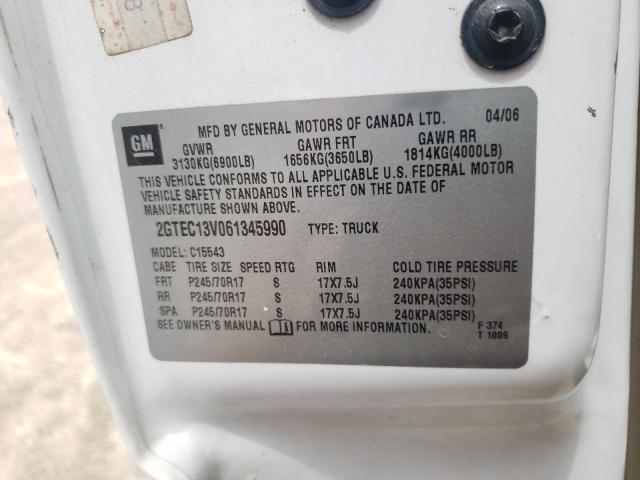 8
GM
MFD BY GENERAL MOTORS OF CANADA LTD. 04/06
GVWR GAWR FRT GAWR RR
3130KG(6900LB) 1656KG(3650LB) 1814KG(4000LB)
THIS VEHICLE CONFORMS TO ALL APPLICABLE U.S. FEDERAL MOTOR
VEHICLE SAFETY STANDARDS IN EFFECT ON THE DATE OF
MANUFACTURE SHOWN ABOVE.
2GTEC13V061345990 TYPE: TRUCK
MODEL: C15543
CABE TIRE SIZE SPEED RTG RIM COLD TIRE PRESSURE
FRT P245/70R17 S 17X7.5J 240KPA(35PSI)
RR P245/70R17 S 17X7.5J 240KPA(35PSI)
SPA P245/70R17 S 17X7.5J 240KPA(35PSI)
SEE OWNER'S MANUAL FOR MORE INFORMATION.
F 374
T 1009